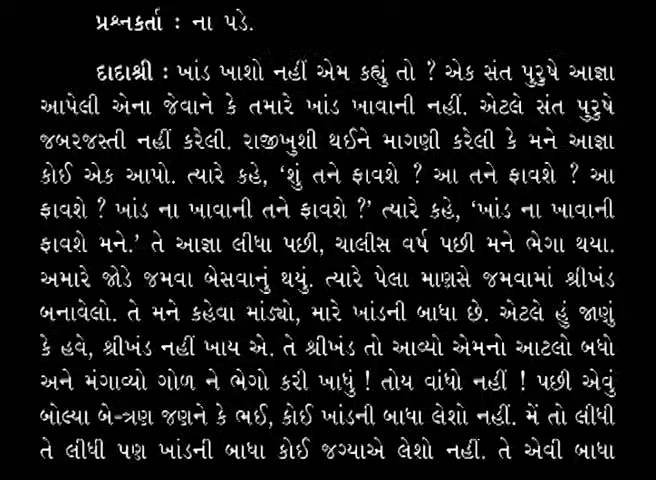 પ્રશ્નકર્તા : ના પડે.
દાદાશ્રી : ખાંડ ખાશો નહીં એમ કહ્યું તો ? એક સંત પુરુષે આજ્ઞા
આપેલી એના જેવાને કે તમારે ખાંડ ખાવાની નહીં. એટલે સંત પુરુષે
જબરજસ્તી નહીં કરેલી. રાજીખુશી થઈને માગણી કરેલી કે મને આજ્ઞા
કોઈ એક આપો. ત્યારે કહે, ‘શું તને ફાવશે ? આ તને ફાવશે ? આ
ફાવશે ? ખાંડ ના ખાવાની તને ફાવશે ?’ ત્યારે કહે, ‘ખાંડ ના ખાવાની
ફાવશે મને.’ તે આજ્ઞા લીધા પછી, ચાલીસ વર્ષ પછી મને ભેગા થયા.
અમારે જોડે જમવા બેસવાનું થયું. ત્યારે પેલા માણસે જમવામાં શ્રીખંડ
બનાવેલો. તે મને કહેવા માંડ્યો, મારે ખાંડની બાધા છે. એટલે હું જાણું
કે હવે, શ્રીખંડ નહીં ખાય એ. તે શ્રીખંડ તો આવ્યો એમનો આટલો બધો
અને મંગાવ્યો ગોળ ને ભેગો કરી ખાધું ! તોય વાંધો નહીં ! પછી એવું
બોલ્યા બે-ત્રણ જણને કે ભઈ, કોઈ ખાંડની બાધા લેશો નહીં. મેં તો લીધી
તે લીધી પણ ખાંડની બાધા કોઈ જગ્યાએ લેશો નહીં. તે એવી બાધા